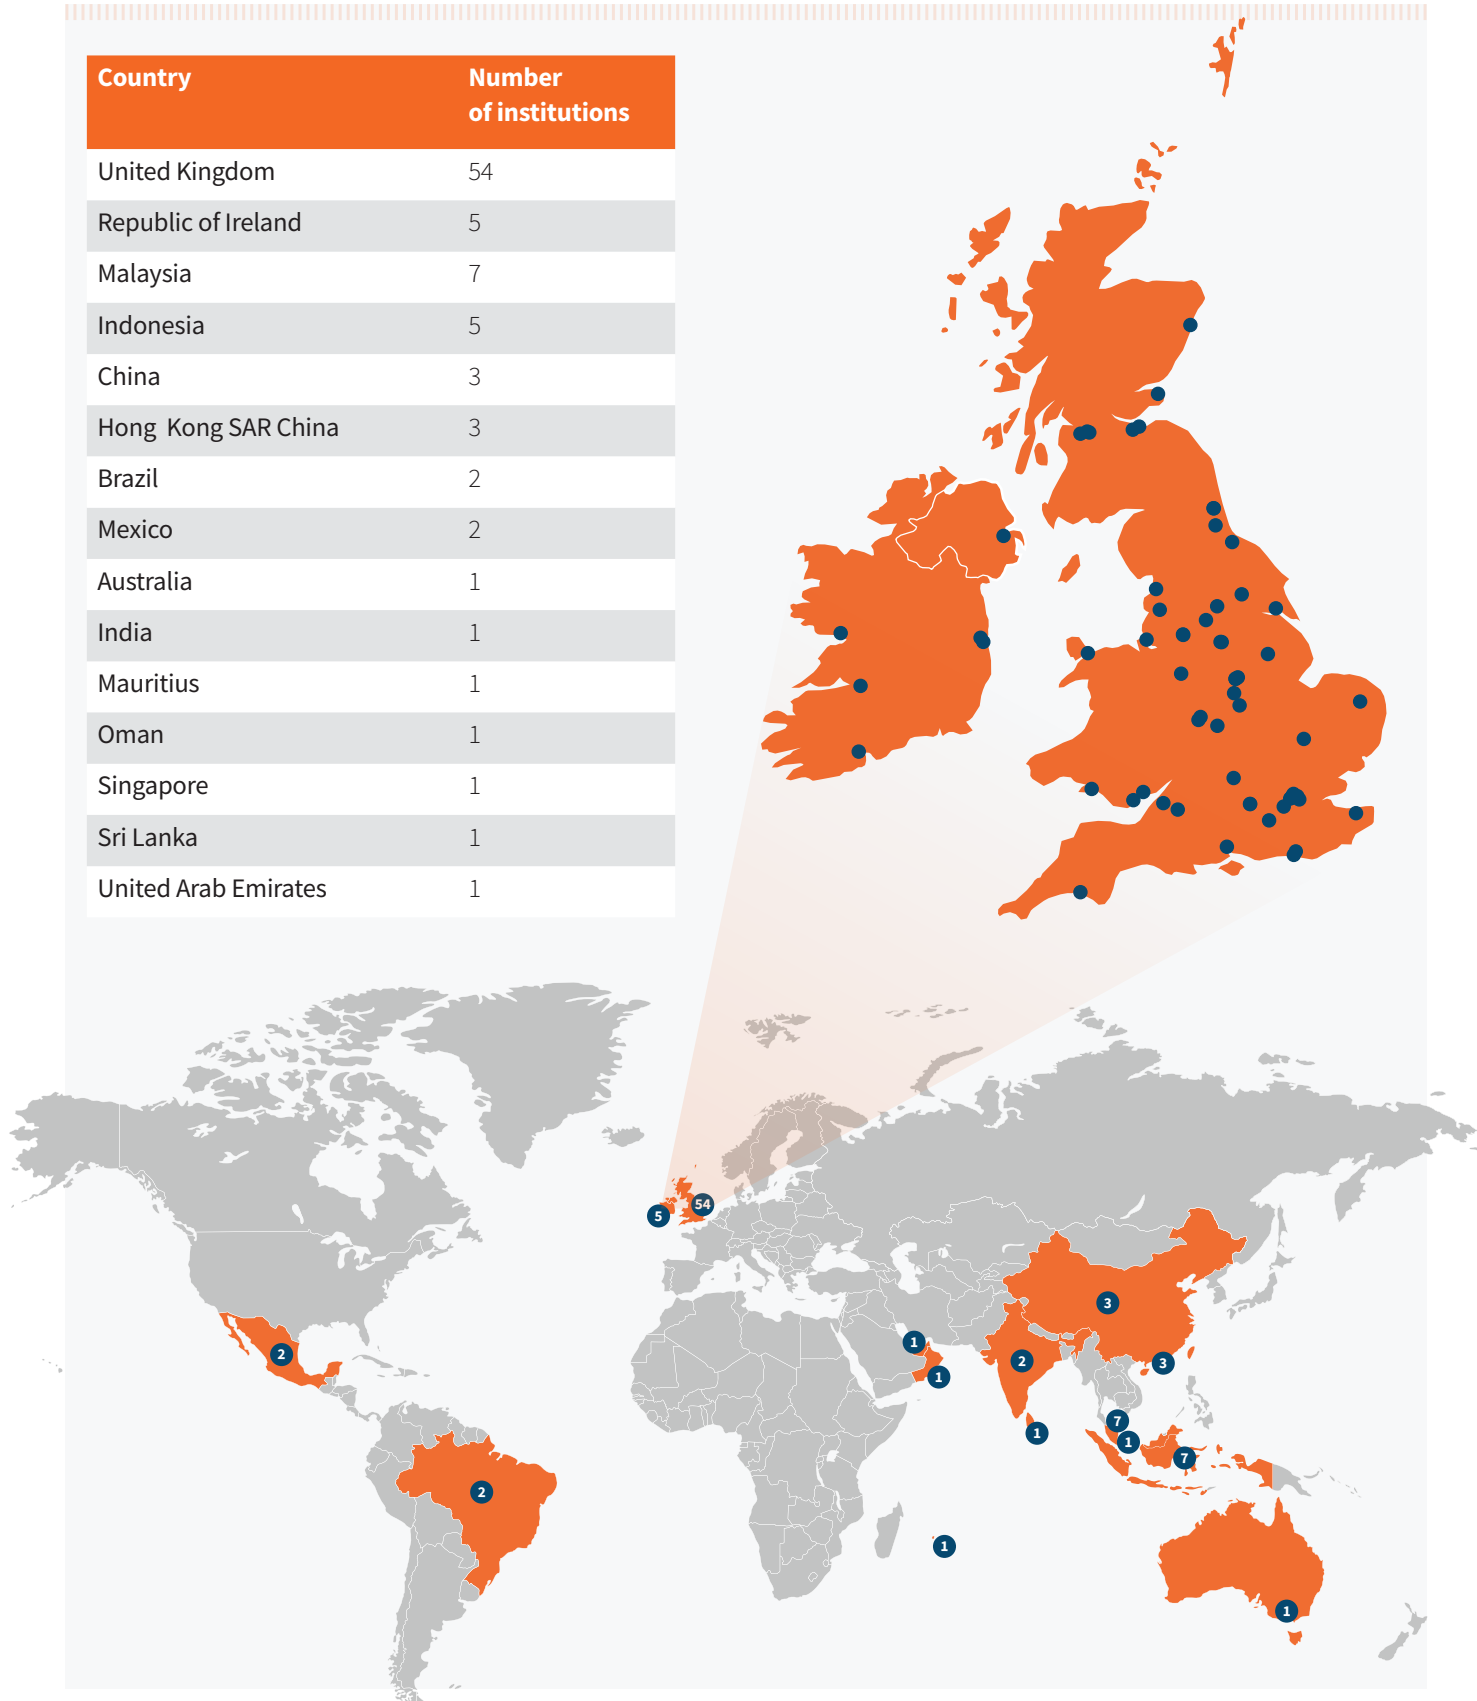 Country Number
of institutions
United Kingdom 54
Republic of Ireland 5
Malaysia 7
Indonesia 5
China 3
Hong Kong SAR China 3
Brazil 2
Mexico 2
Australia 1
India 1
Mauritius 1
Oman 1
Singapore 1
Sri Lanka 1
United Arab Emirates 1
54
5
3
1
2
2
3
1
7
1
1
7
2
1
1